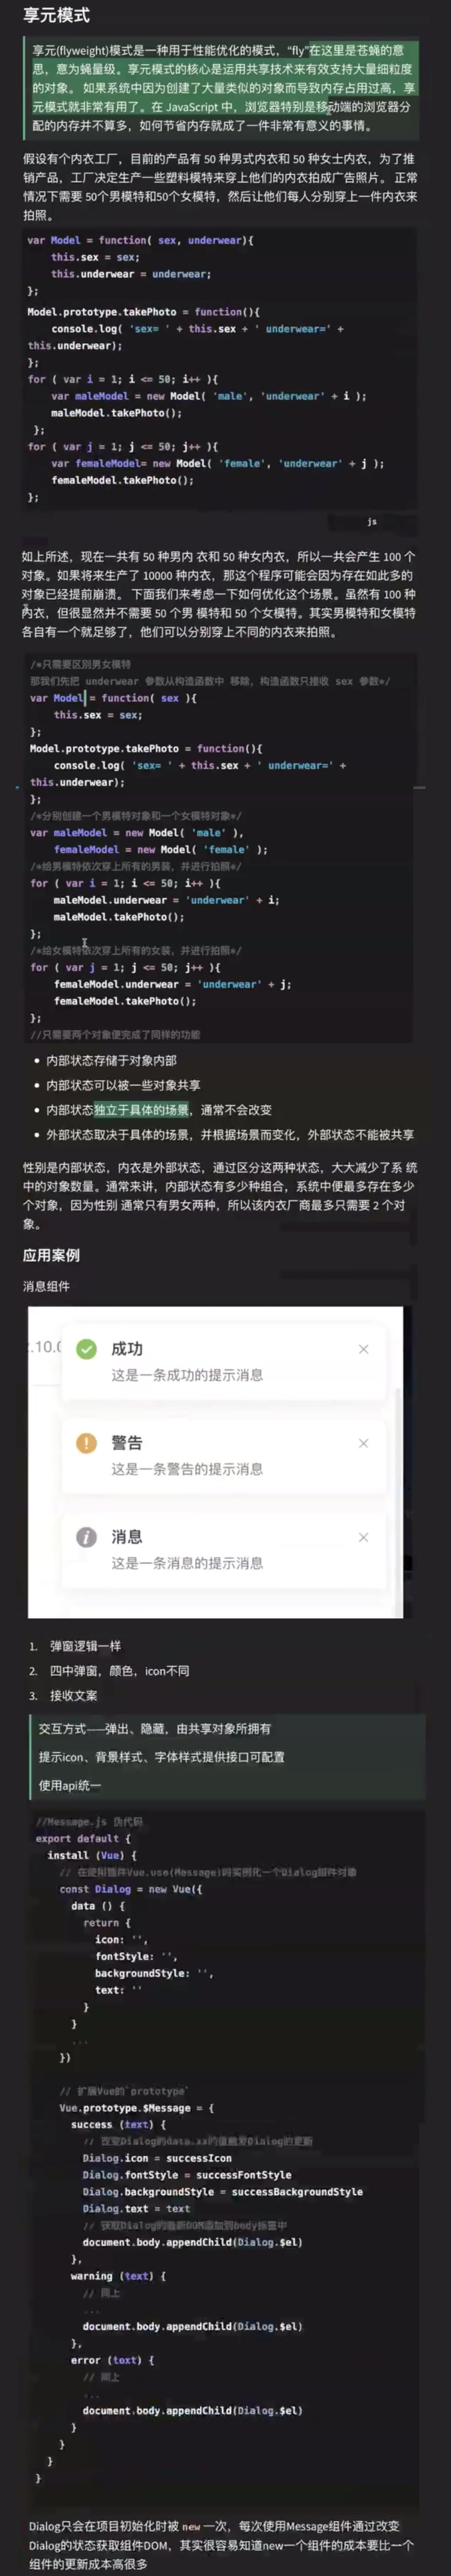 享元模式
享元(flyweight)模式是一种用于性能优化的模式，“fly”在这里是苍蝇的意
思，意为蝇量级。享元模式的核心是运用共享技术来有效支持大量细粒度
的对象。 如果系统中因为创建了大量类似的对象而导致内存占用过高，享
元模式就非常有用了。在 JavaScript 中，浏览器特别是移动端的浏览器分
配的内存并不算多，如何节省内存就成了一件非常有意义的事情。
假设有个内衣工厂，目前的产品有 50 种男式内衣和 50 种女士内衣，为了推
销产品，工厂决定生产一些塑料模特来穿上他们的内衣拍成广告照片。 正常
情况下需要 50个男模特和50个女模特，然后让他们每人分别穿上一件内衣来
拍照。
var Model = function( sex, underwear){
this.sex = sex;
this.underwear = underwear;
};
Model.prototype.takePhoto = function(){
console.log( 'sex= ' + this.sex + ' underwear=' +
this.underwear);
};
for ( var i = 1; i <= 50; i++ ){
var maleModel = new Model( 'male', 'underwear' + i );
maleModel.takePhoto();
};
for ( var j = 1; j <= 50; j++ ){
var femaleModel= new Model( 'female', 'underwear' + j );
femaleModel.takePhoto();
};
js
如上所述，现在一共有 50 种男内 衣和 50 种女内衣，所以一共会产生 100 个
对象。如果将来生产了 10000 种内衣，那这个程序可能会因为存在如此多的
对象已经提前崩溃。 下面我们来考虑一下如何优化这个场景。虽然有 100 种
内衣，但很显然并不需要 50 个男 模特和 50 个女模特。其实男模特和女模特
各自有一个就足够了，他们可以分别穿上不同的内衣来拍照。
/*只需要区别男女模特
那我们先把 underwear 参数从构造函数中 移除，构造函数只接收 sex 参数*/
var Model = function( sex ){
this.sex = sex;
};
Model.prototype.takePhoto = function(){
console.log( 'sex= ' + this.sex + ' underwear=' +
this.underwear);
};
/*分别创建一个男模特对象和一个女模特对象*/
var maleModel = new Model( 'male' ),
femaleModel = new Model( 'female' );
/*给男模特依次穿上所有的男装，并进行拍照*/
for ( var i = 1; i <= 50; i++ ){
maleModel.underwear = 'underwear' + i;
maleModel.takePhoto();
};
/*给女模特依次穿上所有的女装，并进行拍照*/
for ( var j = 1; j <= 50; j++ ){
femaleModel.underwear = 'underwear' + j;
femaleModel.takePhoto();
};
//只需要两个对象便完成了同样的功能
• 内部状态存储于对象内部
• 内部状态可以被一些对象共享
• 内部状态独立于具体的场景，通常不会改变
• 外部状态取决于具体的场景，并根据场景而变化，外部状态不能被共享
性别是内部状态，内衣是外部状态，通过区分这两种状态，大大减少了系 统
中的对象数量。通常来讲，内部状态有多少种组合，系统中便最多存在多少
个对象，因为性别 通常只有男女两种，所以该内衣厂商最多只需要 2 个对
象。
应用案例
消息组件
.10.0
成功
这是一条成功的提示消息
警告
这是一条警告的提示消息
消息
这是一条消息的提示消息
1. 弹窗逻辑一样
2. 四中弹窗，颜色，icon不同
3. 接收文案
交互方式——弹出、隐藏，由共享对象所拥有
提示icon、背景样式、字体样式提供接口可配置
使用api统一
//Message.js 伪代码
export default {
install (Vue) {
// 在使用插件Vue.use(Message)时实例化一个Dialog组件对象
const Dialog = new Vue({
data () {
return {
icon: '',
fontStyle: '',
backgroundStyle: '',
text: ''
}
}
...
})
// 扩展Vue的`prototype`
Vue.prototype.$Message = {
success (text) {
// 改变Dialog的data.xx的值触发Dialog的更新
Dialog.icon = successIcon
Dialog.fontStyle = successFontStyle
Dialog.backgroundStyle = successBackgroundStyle
Dialog.text = text
// 获取Dialog的最新DOM添加到body标签中
document.body.appendChild(Dialog.$el)
},
warning (text) {
// 同上
...
document.body.appendChild(Dialog.$el)
},
error (text) {
// 同上
...
document.body.appendChild(Dialog.$el)
}
}
}
}
Dialog只会在项目初始化时被 new 一次，每次使用Message组件通过改变
Dialog的状态获取组件DOM，其实很容易知道new一个组件的成本要比一个
组件的更新成本高很多